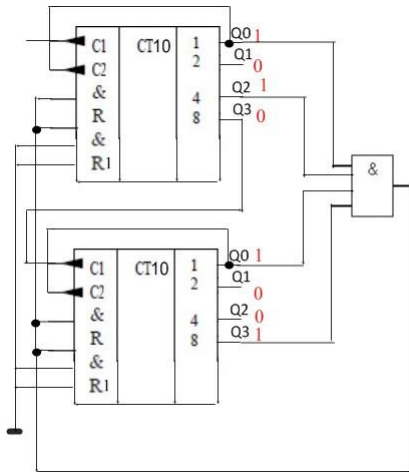 C1 CT10 1 Q0 1
C2 2 Q1 0
& 4 Q2 1
R 8 Q3 0
&
R1
&
C1 CT10 1 Q0 1
C2 2 Q1 0
& 4 Q2 0
R 8 Q3 1
&
R1